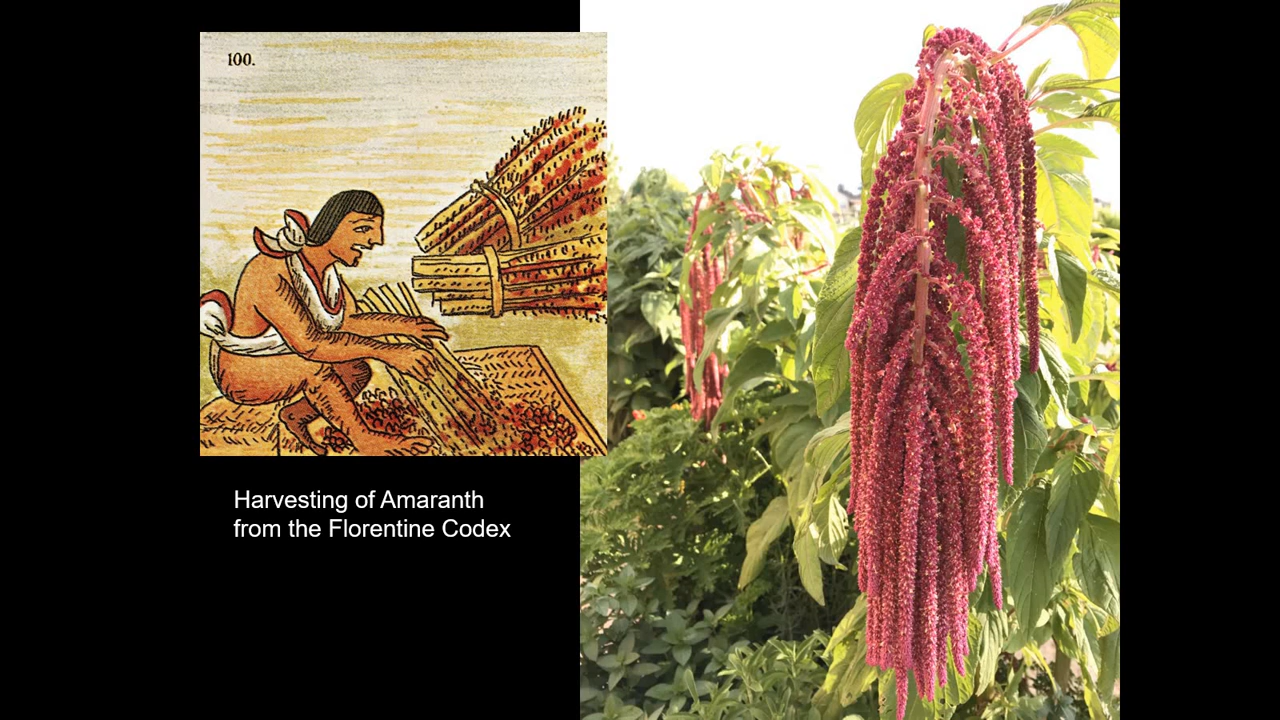 100.
Harvesting of Amaranth
from the Florentine Codex